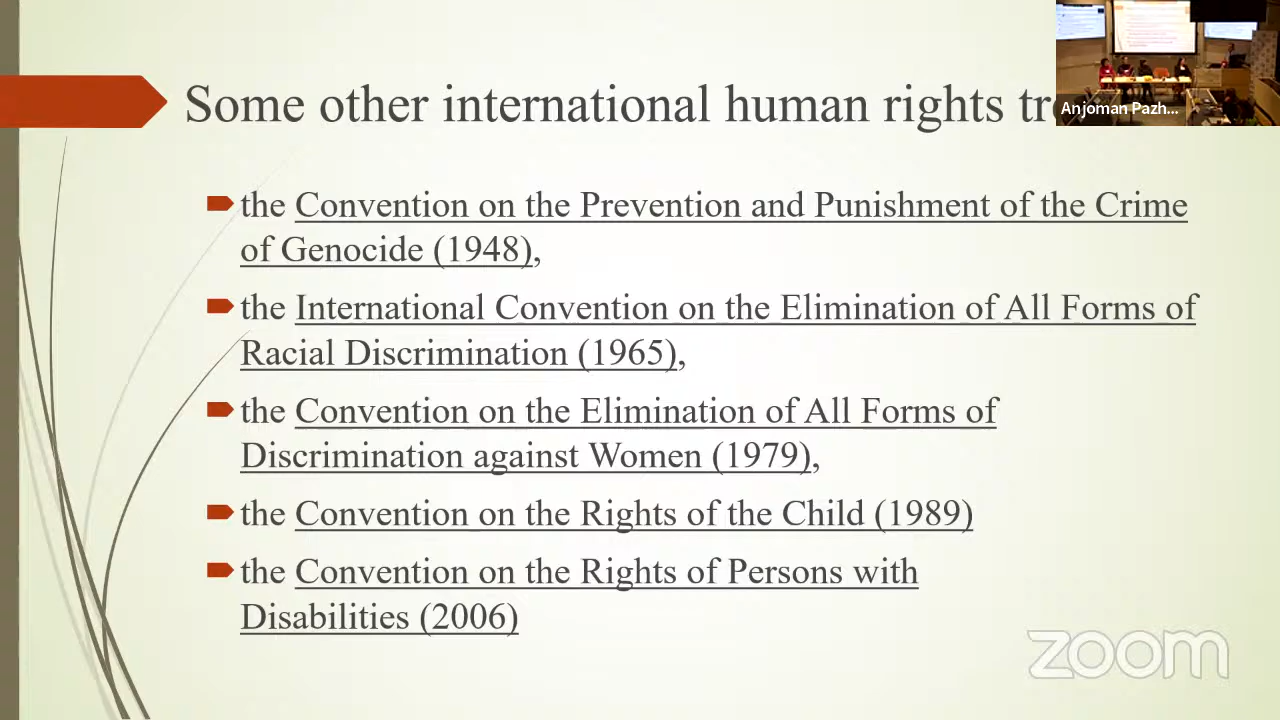 Some other international human rights tr
Anjoman Pazh...
the Convention on the Prevention and Punishment of the Crime
of Genocide (1948),
the International Convention on the Elimination of All Forms of
Racial Discrimination (1965),
the Convention on the Elimination of All Forms of
Discrimination against Women (1979),
the Convention on the Rights of the Child (1989)
the Convention on the Rights of Persons with
Disabilities (2006)
zoom